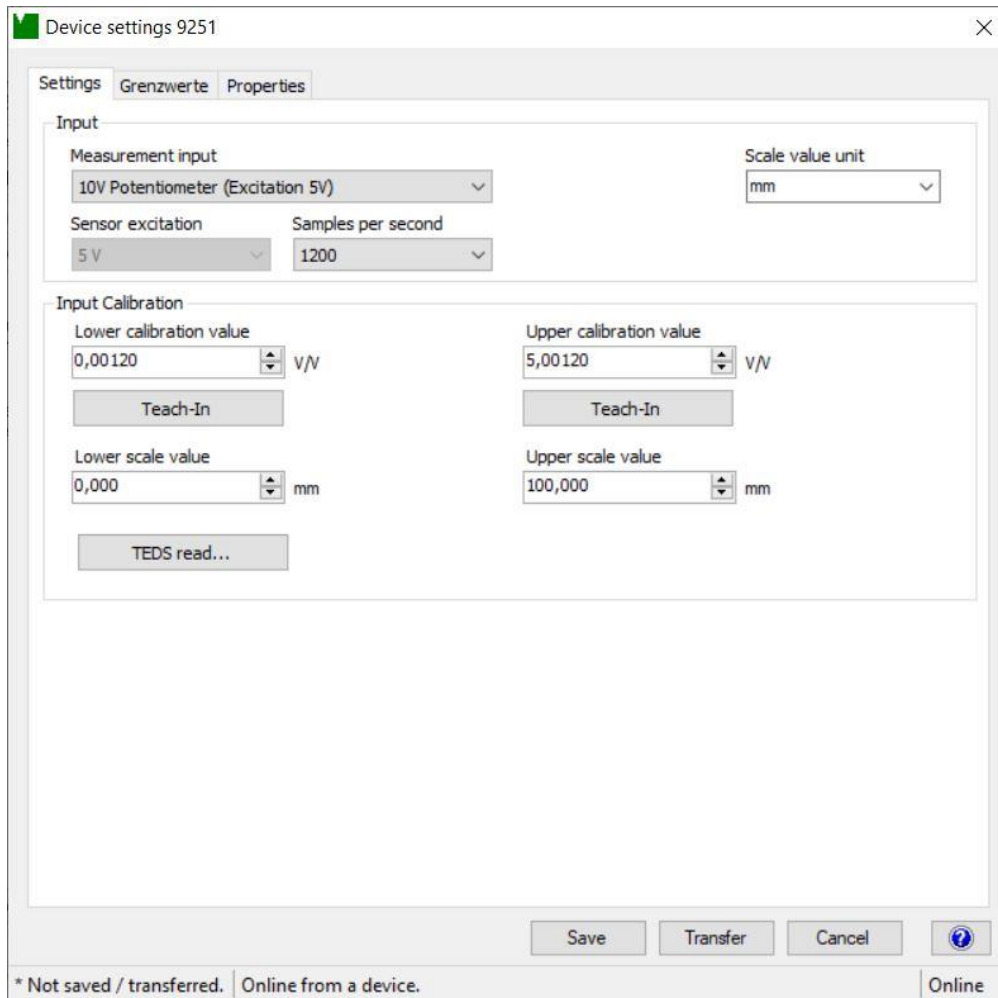 Device settings 9251
Settings Grenzwerte Properties
Input
Measurement input Scale value unit
10V Potentiometer (Excitation 5V) mm
Sensor excitation Samples per second
5 V 1200
Input Calibration
Lower calibration value Upper calibration value
0,00120 V/V 5,00120 V/V
Teach-In Teach-In
Lower scale value Upper scale value
0,000 mm 100,000 mm
TEDS read...
Save Transfer Cancel ?
* Not saved / transferred. Online from a device. Online